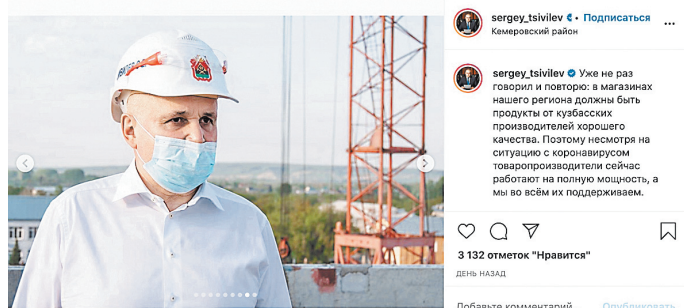 sergey_tsivilev • Подписаться
Кемеровский район
sergey_tsivilev Уже не раз
говорил и повторю: в магазинах
нашего региона должны быть
продукты от кузбасских
производителей хорошего
качества. Поэтому несмотря на
ситуацию с коронавирусом
товаропроизводители сейчас
работают на полную мощность, а
мы во всём их поддерживаем.
3 132 отметок "Нравится"
ДЕНЬ НАЗАД
Добавьте комментарий... Опубликовать